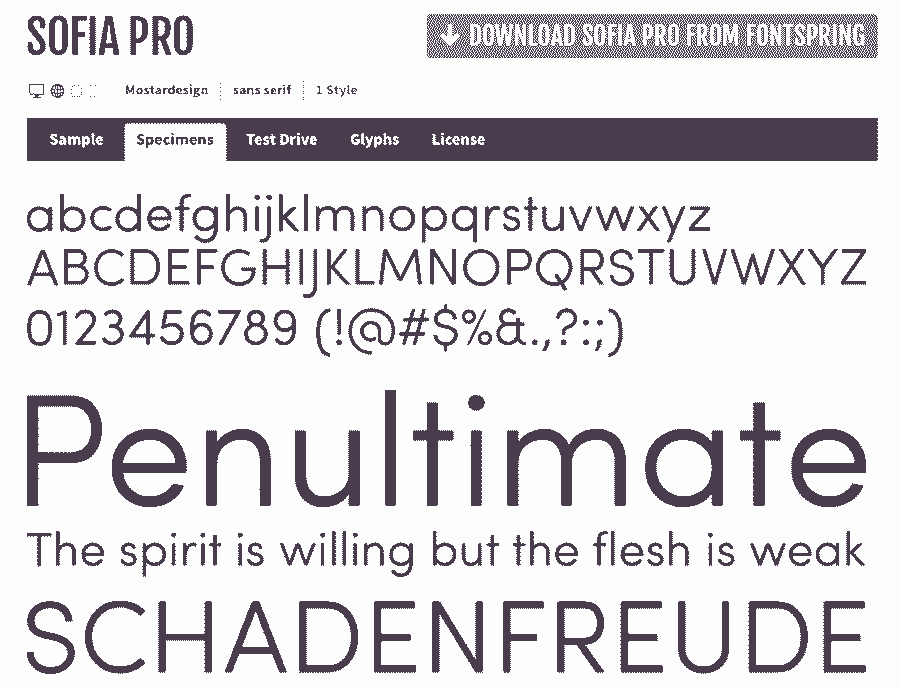 SOFIA PRO
DOWNLOAD SOFIA PRO FROM FONTSPRING
Mostardesign sans serif 1 Style
Sample Specimens Test Drive Glyphs License
abcdefghijklmnopqrstuvwxyz
ABCDEFGHIJKLMNOPQRSTUVWXYZ
0123456789 (!@#$%&.,?:;)
Penultimate
The spirit is willing but the flesh is weak
SCHADENFREUDE